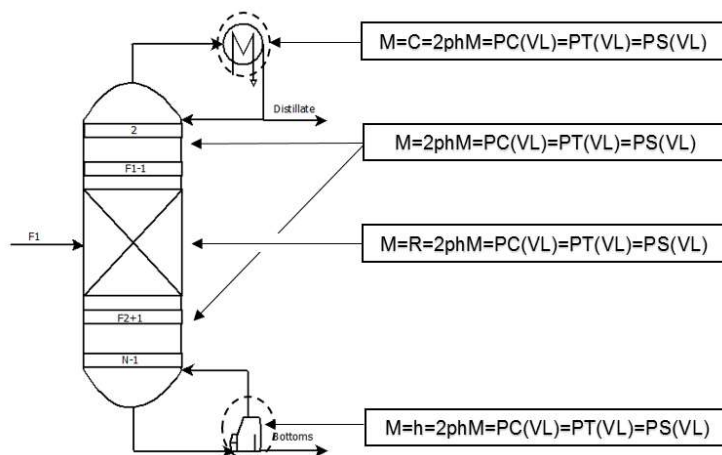 M=C=2phM=PC(VL)=PT(VL)=PS(VL)
Distillate
2
M=2phM=PC(VL)=PT(VL)=PS(VL)
F1-1
F1
M=R=2phM=PC(VL)=PT(VL)=PS(VL)
F2+1
N-1
M=h=2phM=PC(VL)=PT(VL)=PS(VL)
Bottoms